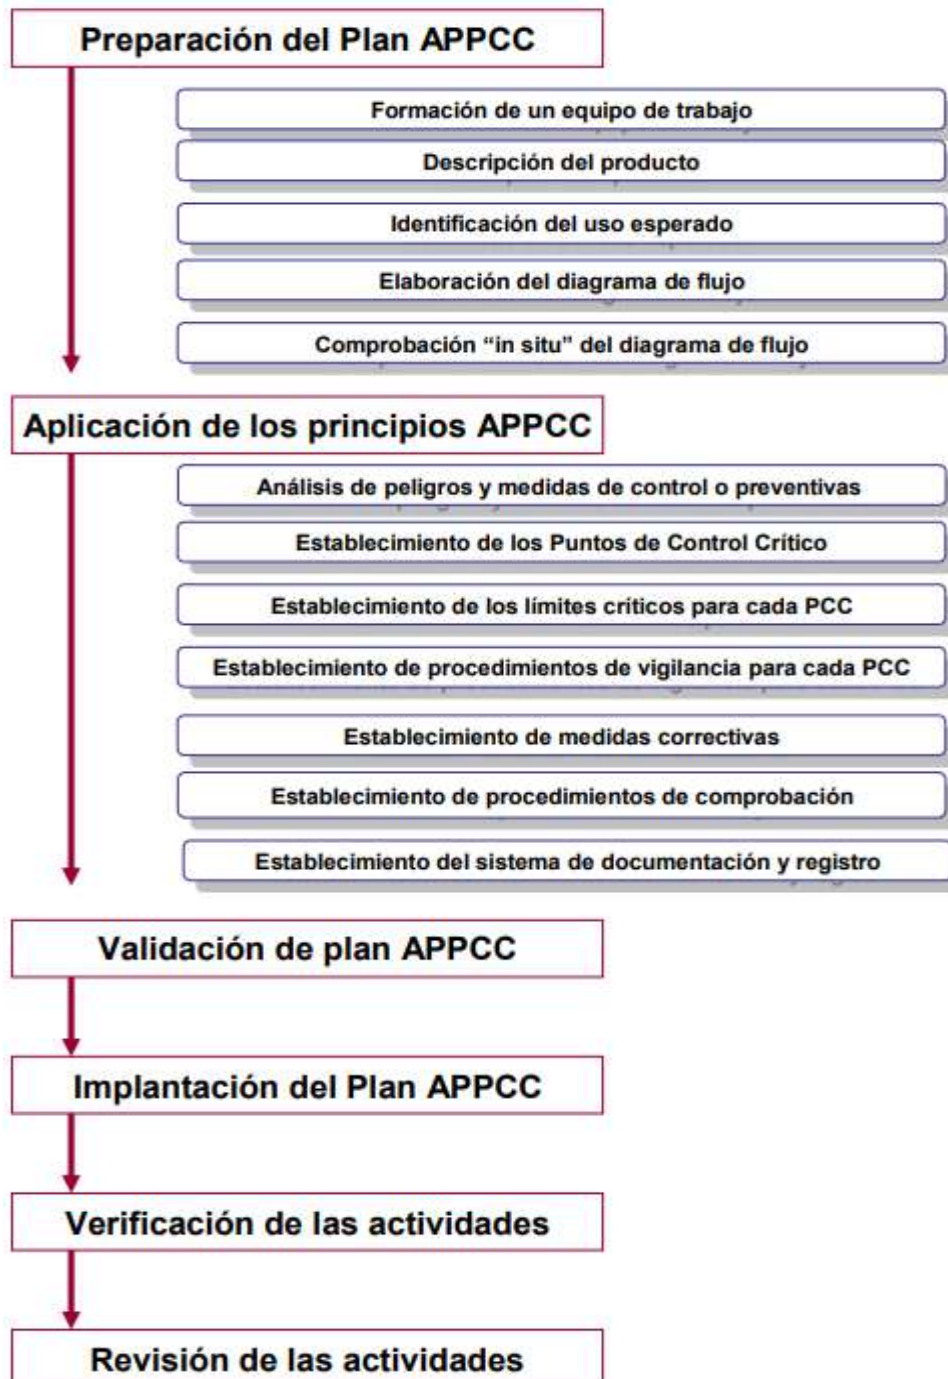 Preparación del Plan APPCC
Formación de un equipo de trabajo
Descripción del producto
Identificación del uso esperado
Elaboración del diagrama de flujo
Comprobación “in situ” del diagrama de flujo
Aplicación de los principios APPCC
Análisis de peligros y medidas de control o preventivas
Establecimiento de los Puntos de Control Crítico
Establecimiento de los límites críticos para cada PCC
Establecimiento de procedimientos de vigilancia para cada PCC
Establecimiento de medidas correctivas
Establecimiento de procedimientos de comprobación
Establecimiento del sistema de documentación y registro
Validación de plan APPCC
Implantación del Plan APPCC
Verificación de las actividades
Revisión de las actividades